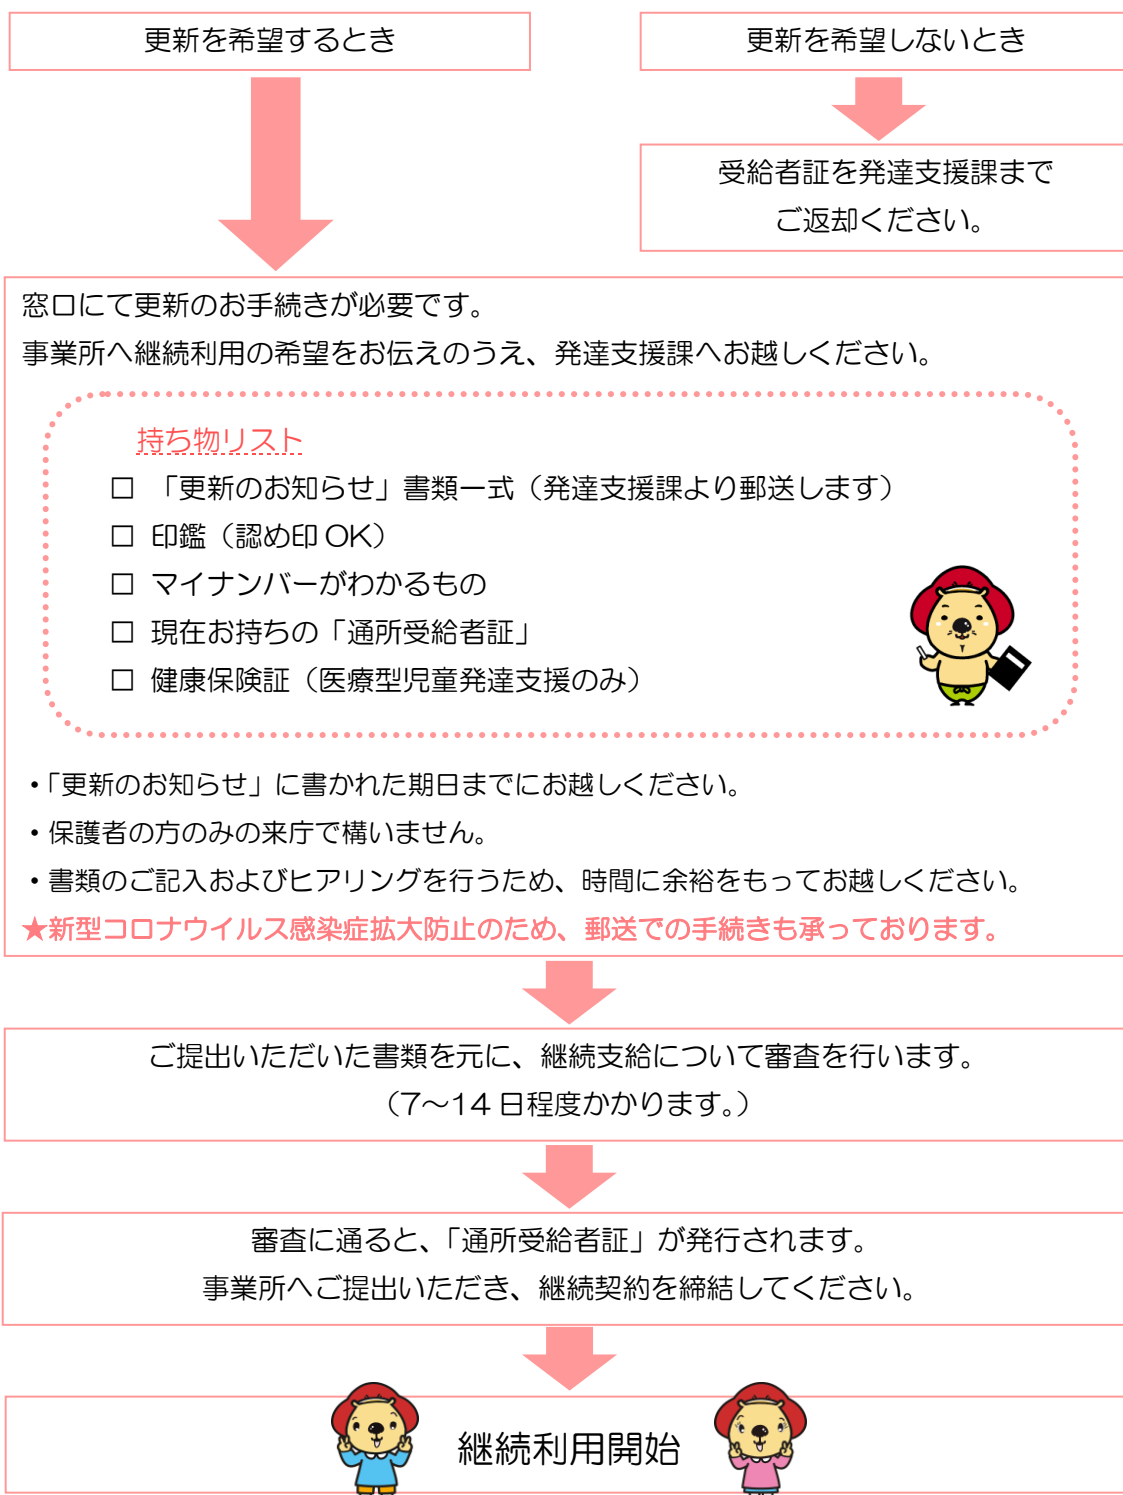 更新を希望するとき
更新を希望しないとき
受給者証を発達支援課まで
ご返却ください。
窓口にて更新のお手続きが必要です。
事業所へ継続利用の希望をお伝えのうえ、発達支援課へお越しください。
持ち物リスト
□ 「更新のお知らせ」書類一式（発達支援課より郵送します）
□ 印鑑（認め印 OK）
□ マイナンバーがわかるもの
□ 現在お持ちの「通所受給者証」
□ 健康保険証（医療型児童発達支援のみ）
・「更新のお知らせ」に書かれた期日までにお越しください。
・保護者の方のみの来庁で構いません。
・書類のご記入およびヒアリングを行うため、時間に余裕をもってお越しください。
★新型コロナウイルス感染症拡大防止のため、郵送での手続きも承っております。
ご提出いただいた書類を元に、継続支給について審査を行います。
（7～14 日程度かかります。）
審査に通ると、「通所受給者証」が発行されます。
事業所へご提出いただき、継続契約を締結してください。
継続利用開始